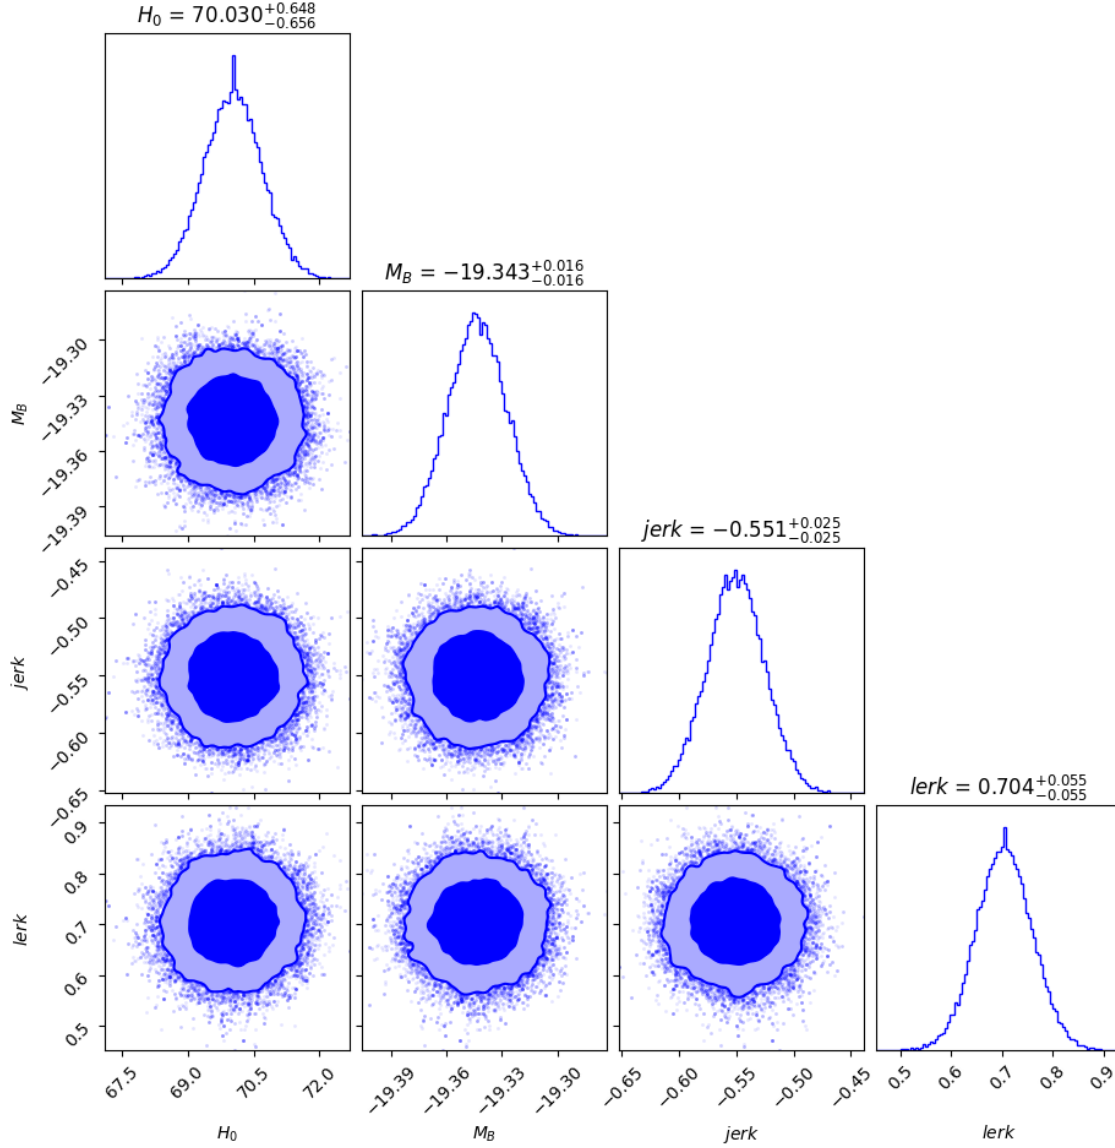 H₀ = 70.030⁺⁰·⁶⁴⁸₋₀.₆₅₆
M_B = −19.343^{+0.016}_{−0.016}
−19.30
−19.33
−19.36
−19.39
M_B
jerk = −0.551^{+0.025}_{−0.025}
−0.45
−0.50
−0.55
−0.60
−0.65
jerk
lerk = 0.704^{+0.055}_{−0.055}
0.9
0.8
0.7
0.6
0.5
lerk
67.5 69.0 70.5 72.0 −19.39 −19.36 −19.33 −19.30 −0.65 −0.60 −0.55 −0.50 −0.45 0.5 0.6 0.7 0.8 0.9
H₀ M_B jerk lerk